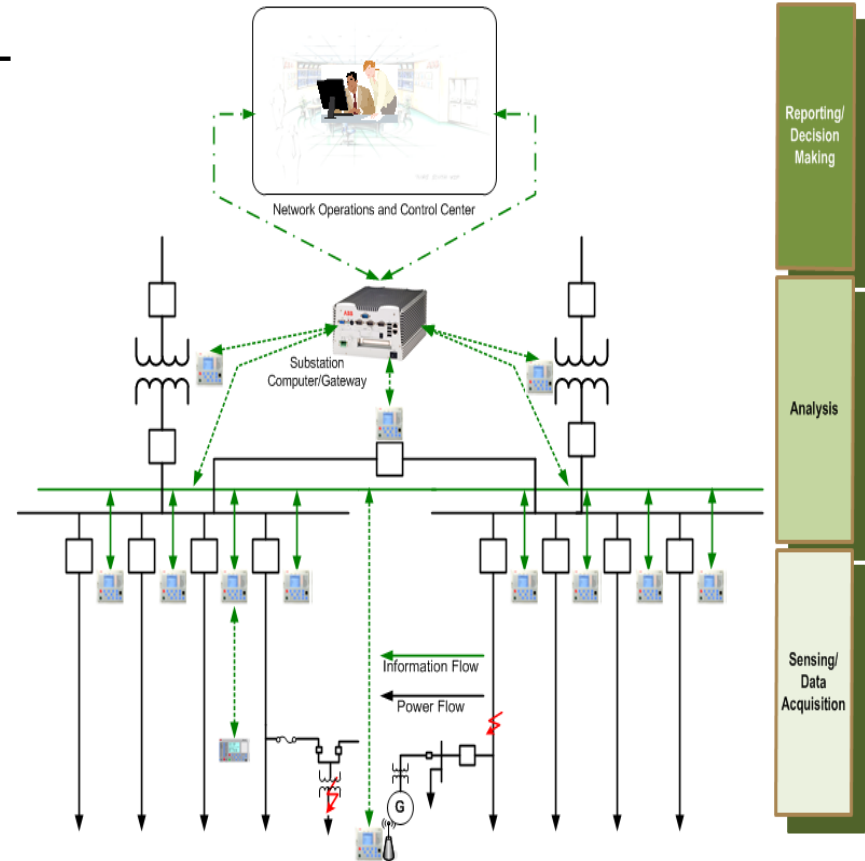 Network Operations and Control Center
ABB
Substation
Computer/Gateway
Information Flow
Power Flow
G
Reporting/
Decision
Making
Analysis
Sensing/
Data
Acquisition